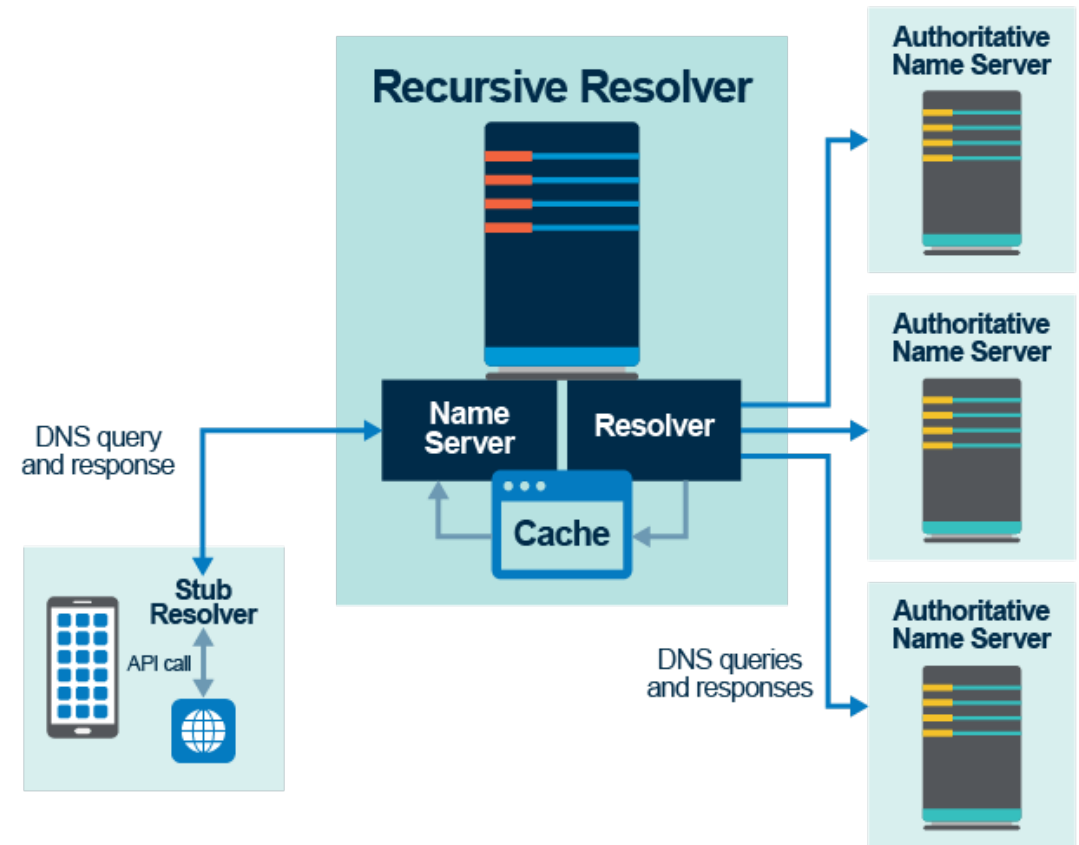 Recursive Resolver
Name
Server
Resolver
Cache
DNS query
and response
Stub
Resolver
API call
DNS queries
and responses
Authoritative
Name Server
Authoritative
Name Server
Authoritative
Name Server